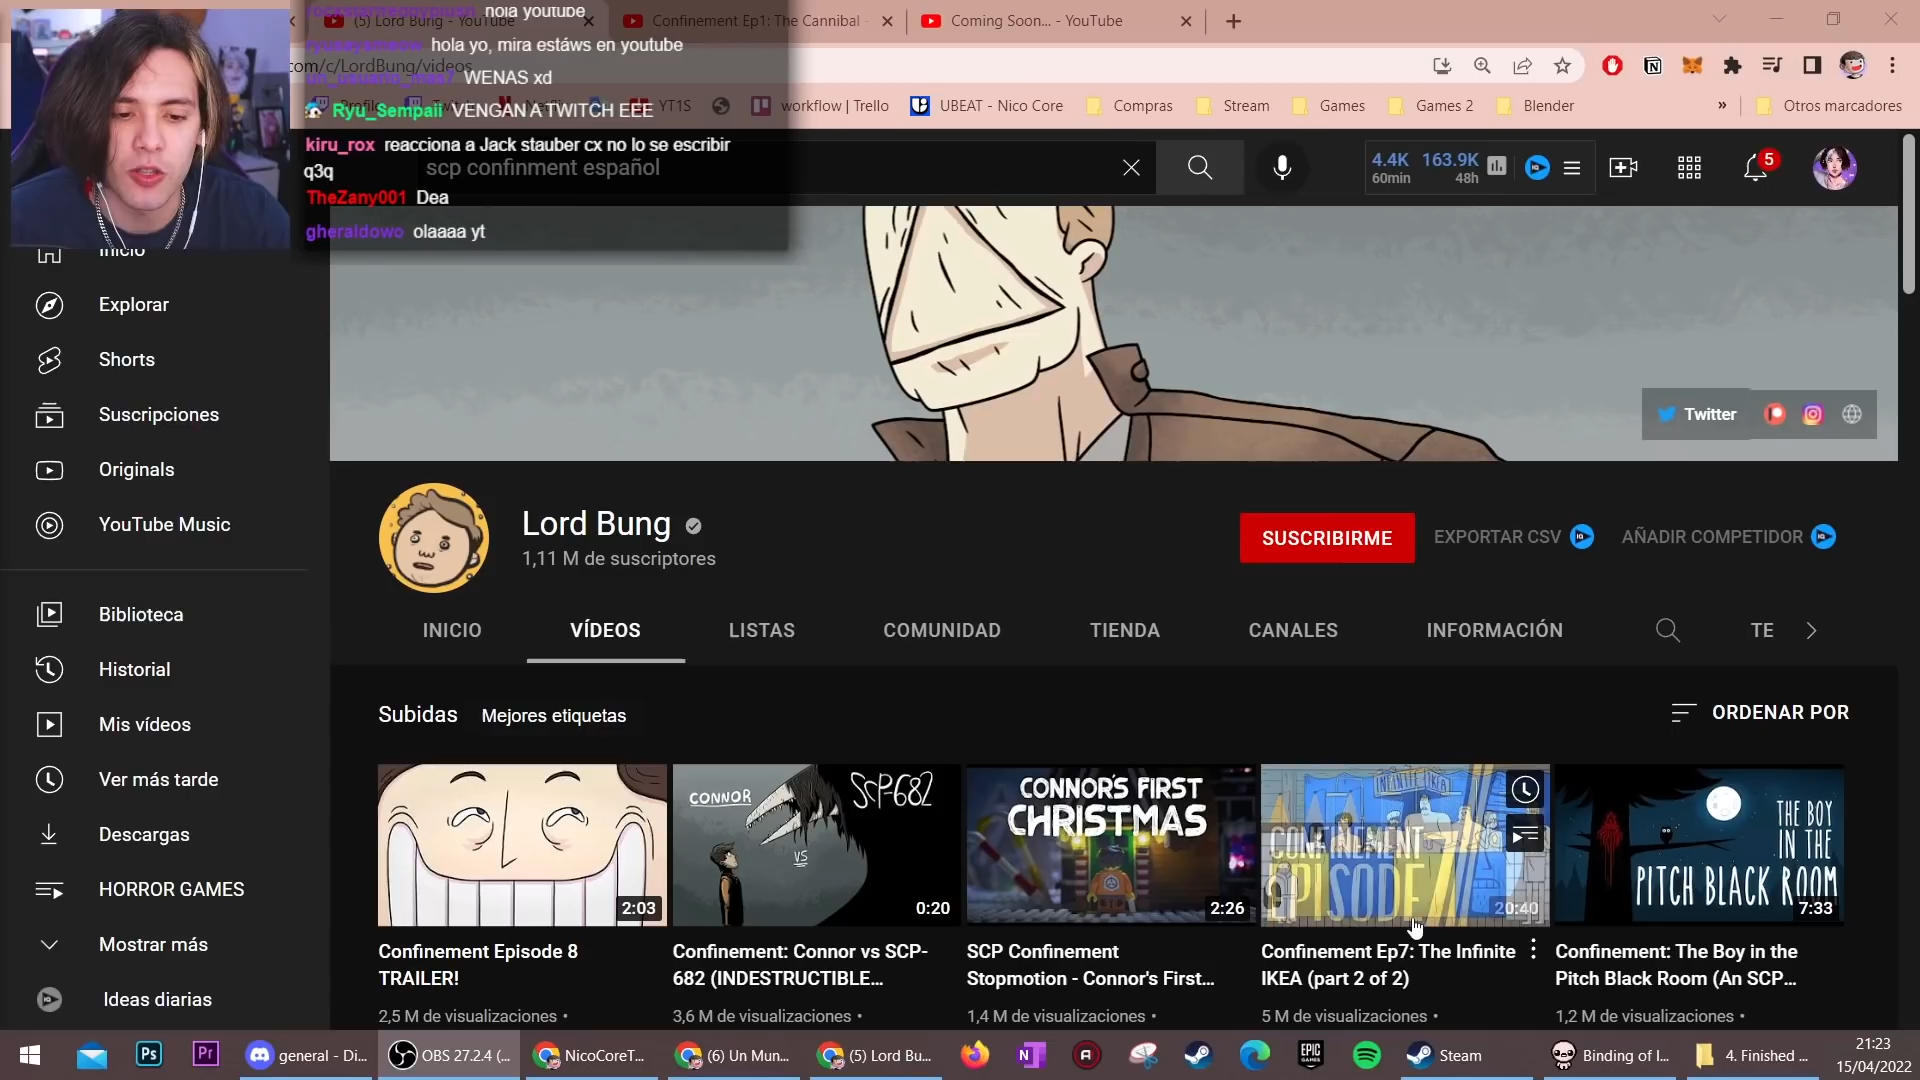 (5) Lord Bung - YouTube
Confinement Ep1: The Cannibal -
Coming Soon... - YouTube
hola youtube
hola yo, mira estáws en youtube
om/c/LordBung/videos
WENAS xd
Ryu_Sempaii VENGAN A TWITCH EEE
YT1S
workflow | Trello
UBEAT - Nico Core
Compras
Stream
Games
Games 2
Blender
»
Otros marcadores
kiru_rox reacciona a Jack stauber cx no lo se escribir
q3q
scp confinment español
TheZany001 Dea
gheraldowo olaaaa yt
4.4K 163.9K
60min 48h
5
Inicio
Explorar
Shorts
Suscripciones
Originals
YouTube Music
Biblioteca
Historial
Mis vídeos
Ver más tarde
Descargas
HORROR GAMES
Mostrar más
Ideas diarias
Twitter
Lord Bung
1,11 M de suscriptores
SUSCRIBIRME
EXPORTAR CSV
AÑADIR COMPETIDOR
INICIO
VÍDEOS
LISTAS
COMUNIDAD
TIENDA
CANALES
INFORMACIÓN
TE
Subidas
Mejores etiquetas
ORDENAR POR
2:03
Confinement Episode 8
TRAILER!
2,5 M de visualizaciones •
CONNOR
VS
SCP-682
0:20
Confinement: Connor vs SCP-
682 (INDESTRUCTIBLE...
3,6 M de visualizaciones •
CONNOR'S FIRST
CHRISTMAS
2:26
SCP Confinement
Stopmotion - Connor's First...
1,4 M de visualizaciones •
INFINITE IKEA
CONFINEMENT
EPISODE 7
20:40
Confinement Ep7: The Infinite
IKEA (part 2 of 2)
5 M de visualizaciones •
THE BOY
IN THE
PITCH BLACK ROOM
7:33
Confinement: The Boy in the
Pitch Black Room (An SCP...
1,2 M de visualizaciones •
Ps
Pr
general - Di...
OBS 27.2.4 (...
NicoCoreT...
(6) Un Mun...
(5) Lord Bu...
EPIC
GAMES
Steam
Binding of I...
4. Finished ...
21:23
15/04/2022